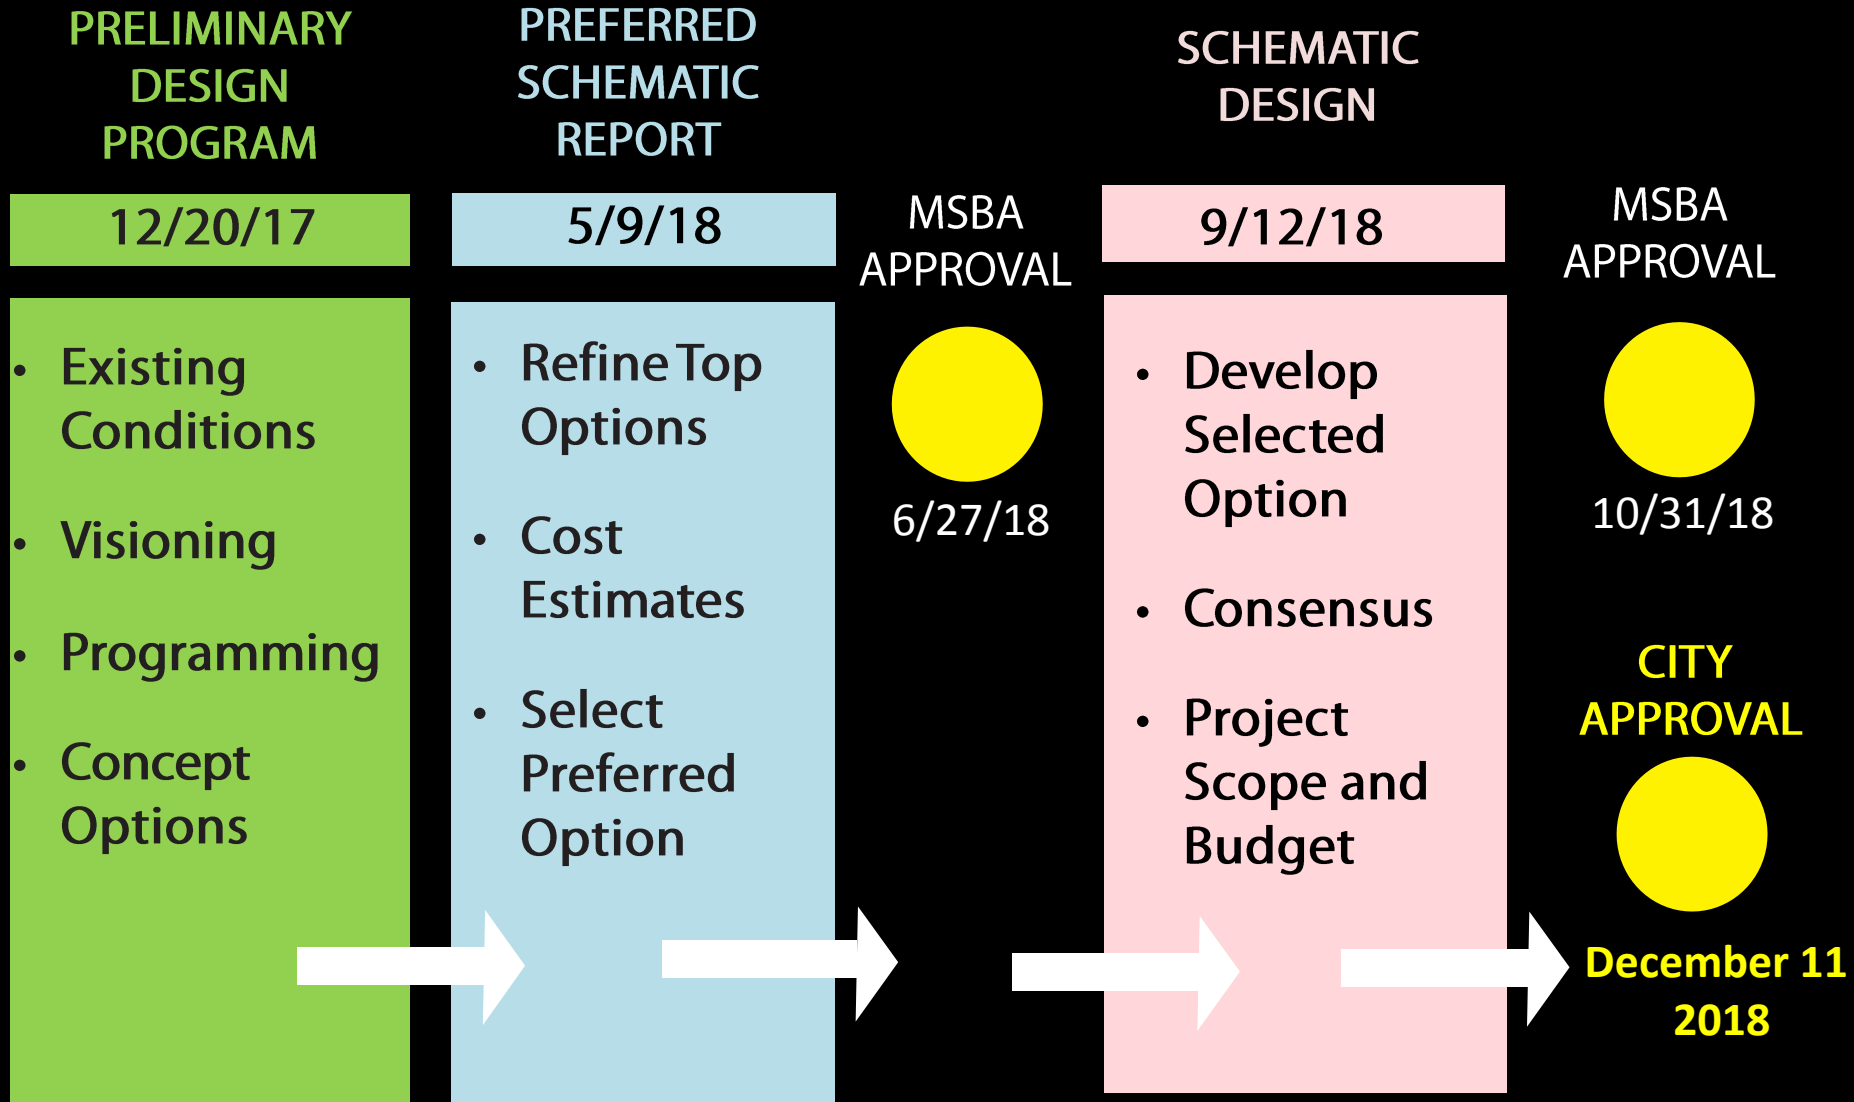 PRELIMINARY
DESIGN
PROGRAM
12/20/17
• Existing
Conditions
• Visioning
• Programming
• Concept
Options
PREFERRED
SCHEMATIC
REPORT
5/9/18
• Refine Top
Options
• Cost
Estimates
• Select
Preferred
Option
MSBA
APPROVAL
6/27/18
SCHEMATIC
DESIGN
9/12/18
• Develop
Selected
Option
• Consensus
• Project
Scope and
Budget
MSBA
APPROVAL
10/31/18
CITY
APPROVAL
December 11
2018